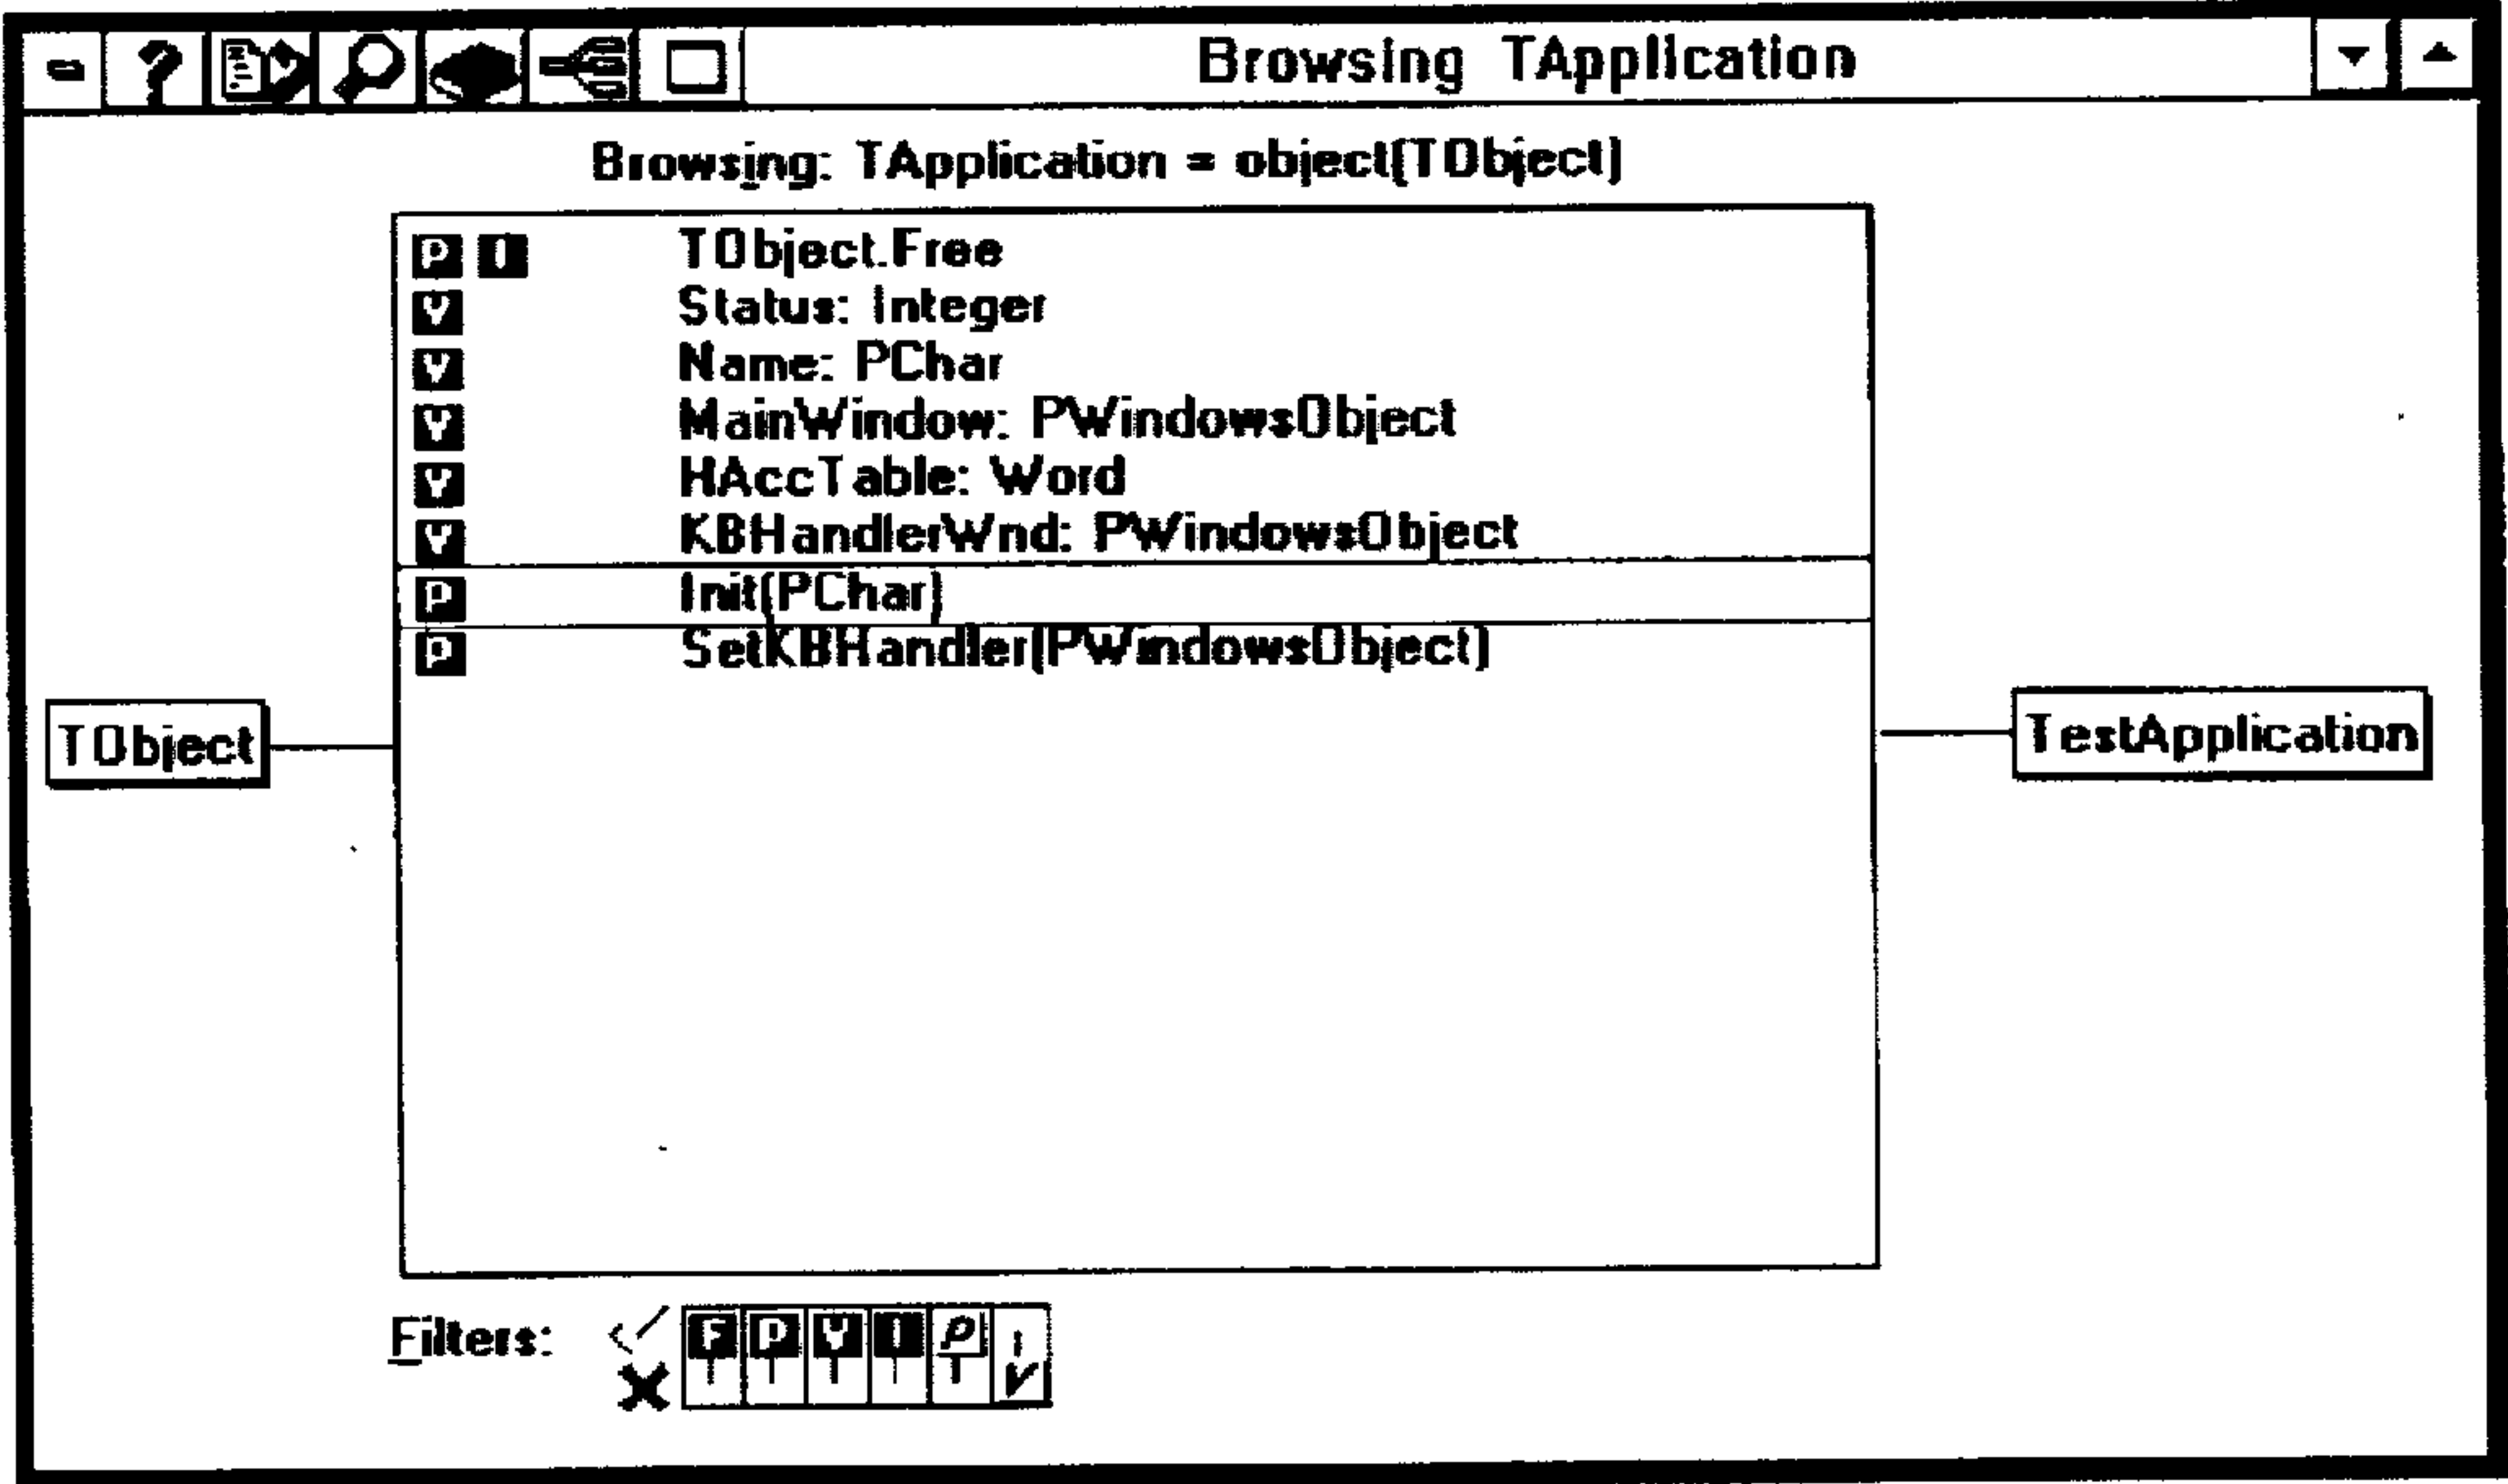 Browsing TApplication
Browsing: TApplication = object(TObject)
P I TObject.Free
V Status: Integer
V Name: PChar
V MainWindow: PWindowsObject
V HAccTable: Word
V KBHandlerWnd: PWindowsObject
P Init(PChar)
P SetKBHandler(PWindowsObject)
TObject
TestApplication
Filters: F P V I P V